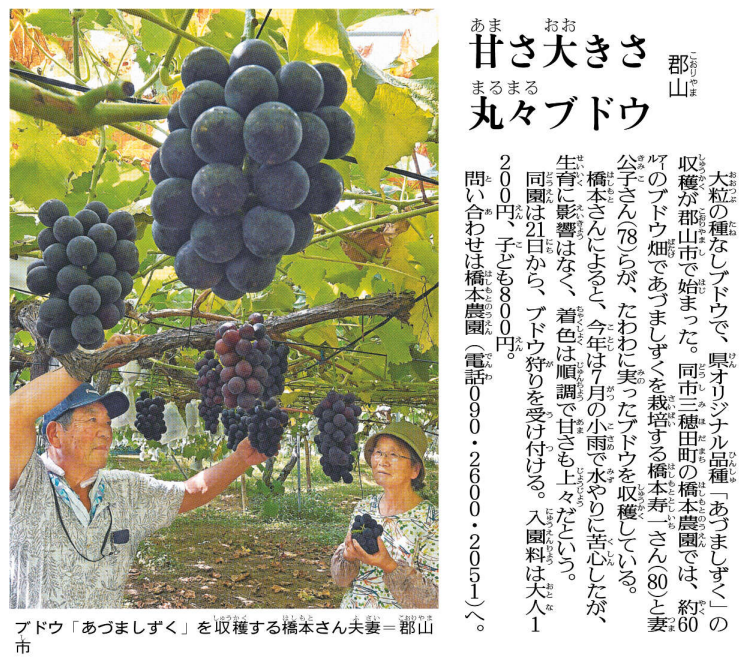 郡山
甘さ大きさ
丸々ブドウ
大粒の種なしブドウで、県オリジナル品種「あづましずく」の
収穫が郡山市で始まった。同市三穂田町の橋本農園では、約60
㌃のブドウ畑であづましずくを栽培する橋本寿一さん(80)と妻
公子さん(78)らが、たわわに実ったブドウを収穫している。
橋本さんによると、今年は7月の小雨で水やりに苦心したが、
生育に影響はなく、着色は順調で甘さも上々だという。
同園は21日から、ブドウ狩りを受け付ける。入園料は大人1
200円、子ども800円。
問い合わせは橋本農園(電話090・2600・2051)へ。
ブドウ「あづましずく」を収穫する橋本さん夫妻=郡山
市